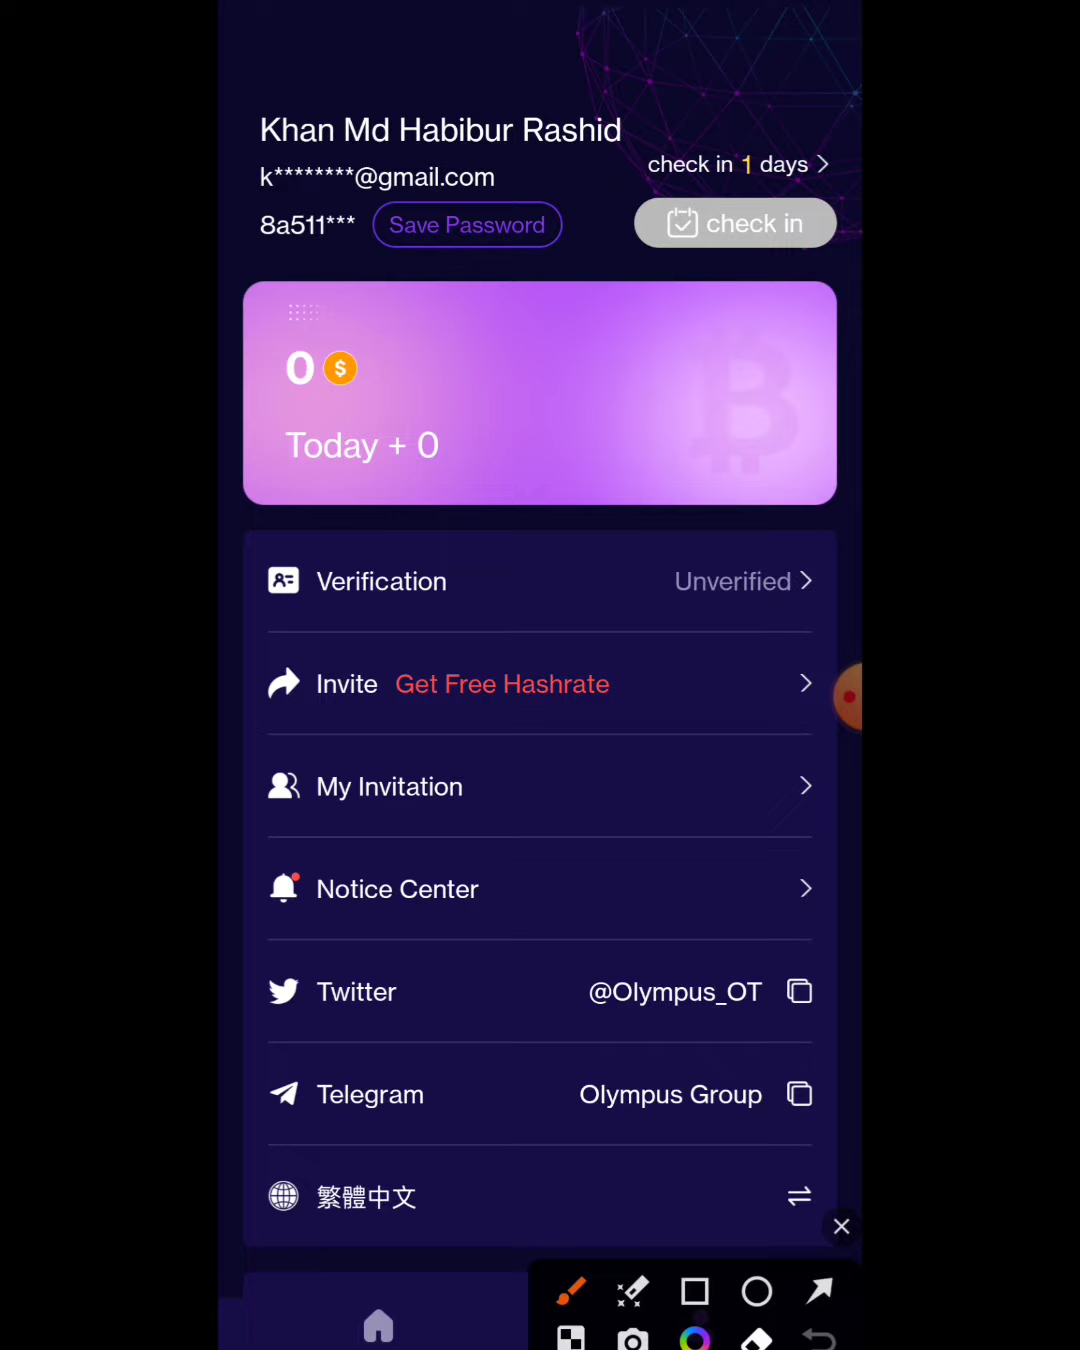 Khan Md Habibur Rashid
k********@gmail.com
check in 1 days
8a511***
Save Password
check in
0
Today + 0
Verification
Unverified
Invite Get Free Hashrate
My Invitation
Notice Center
Twitter
@Olympus_OT
Telegram
Olympus Group
繁體中文